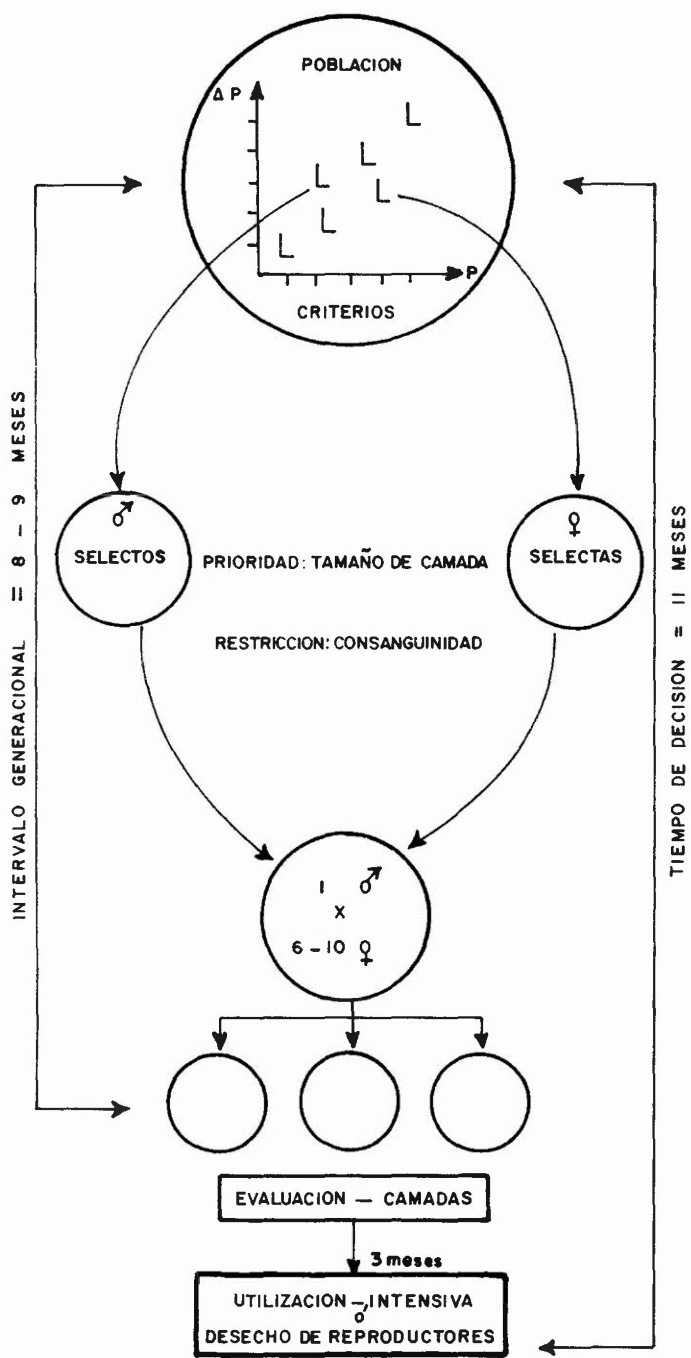 POBLACION
Δ P
L
L
L
L
L
L
P
CRITERIOS
INTERVALO GENERACIONAL = 8 - 9 MESES
TIEMPO DE DECISION = 11 MESES
♂
SELECTOS
♀
SELECTAS
PRIORIDAD: TAMAÑO DE CAMADA
RESTRICCION: CONSANGUINIDAD
1 ♂
X
6-10 ♀
EVALUACION — CAMADAS
3 meses
UTILIZACION - INTENSIVA
ó
DESECHO DE REPRODUCTORES